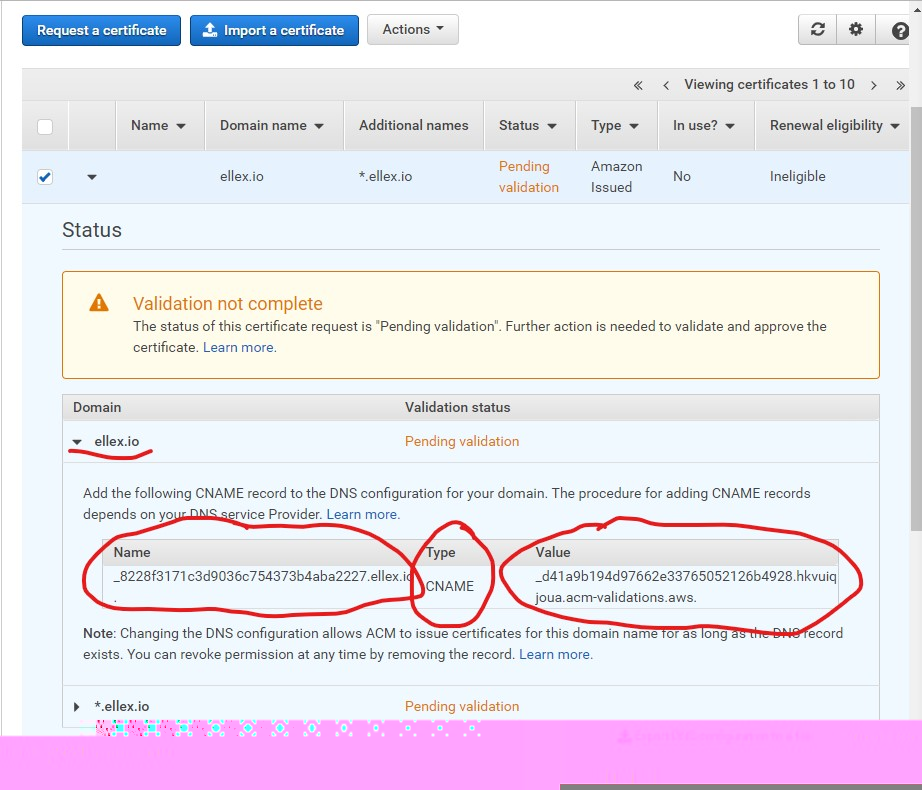 Request a certificate Import a certificate Actions
« ‹ Viewing certificates 1 to 10 › »
Name Domain name Additional names Status Type In use? Renewal eligibility
ellex.io *.ellex.io Pending validation Amazon Issued No Ineligible
Status
Validation not complete
The status of this certificate request is "Pending validation". Further action is needed to validate and approve the
certificate. Learn more.
Domain Validation status
ellex.io Pending validation
Add the following CNAME record to the DNS configuration for your domain. The procedure for adding CNAME records
depends on your DNS service Provider. Learn more.
Name Type Value
_8228f3171c3d9036c754373b4aba2227.ellex.io
.
CNAME
_d41a9b194d97662e33765052126b4928.hkvuiq
joua.acm-validations.aws.
Note: Changing the DNS configuration allows ACM to issue certificates for this domain name for as long as the DNS record
exists. You can revoke permission at any time by removing the record. Learn more.
*.ellex.io Pending validation